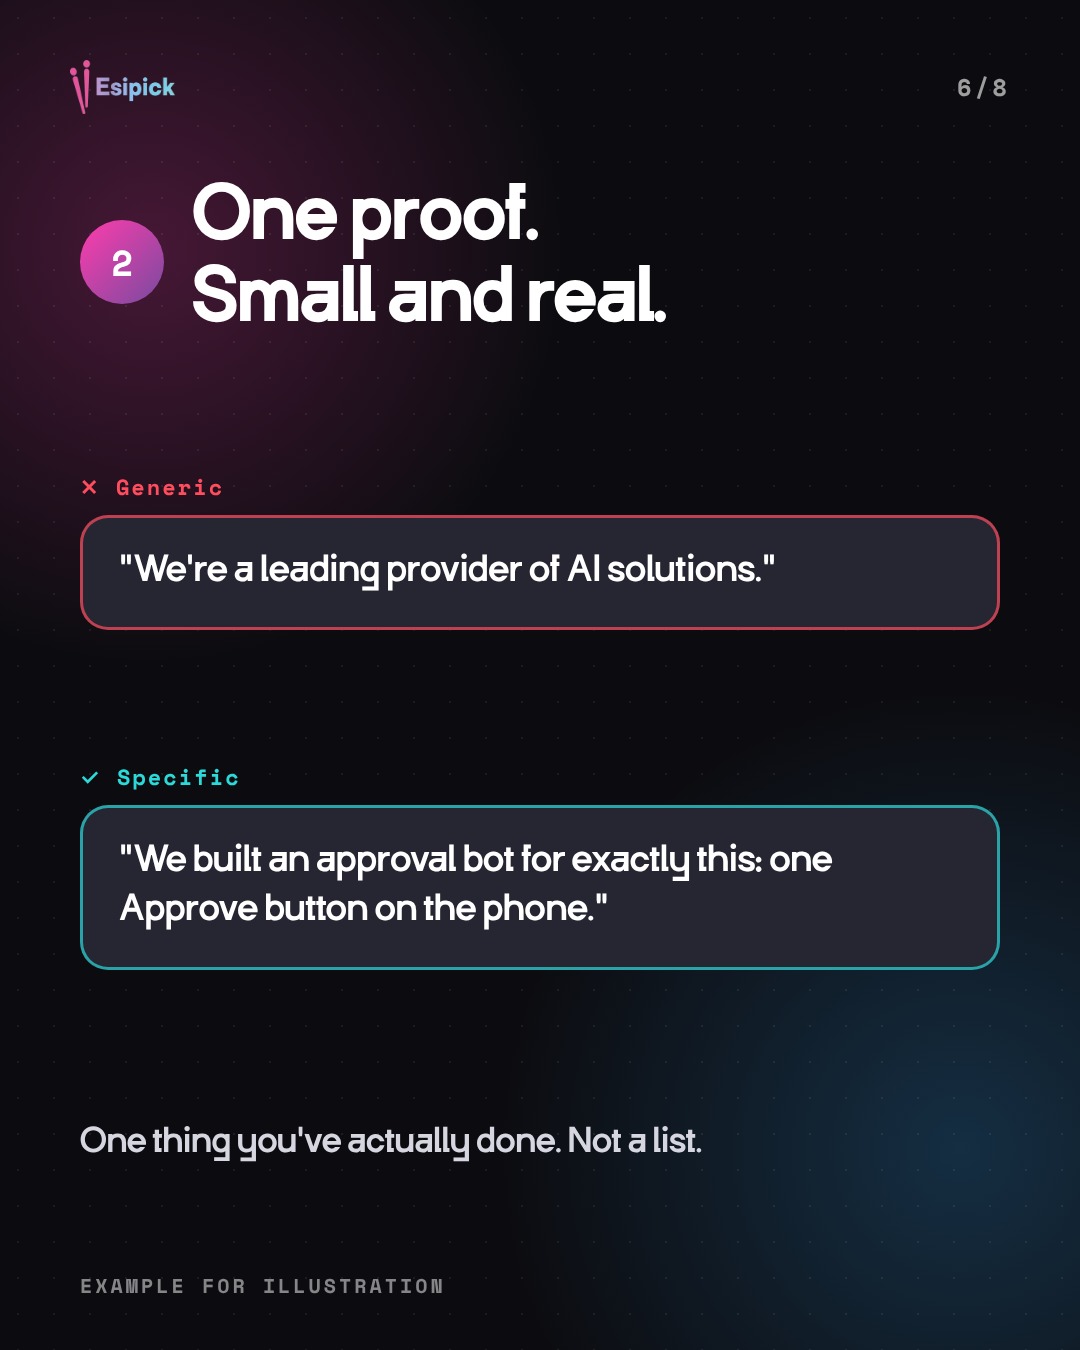 Esipick
6 / 8
2
One proof.
Small and real.
✕ Generic
"We're a leading provider of AI solutions."
✓ Specific
"We built an approval bot for exactly this: one
Approve button on the phone."
One thing you've actually done. Not a list.
EXAMPLE FOR ILLUSTRATION